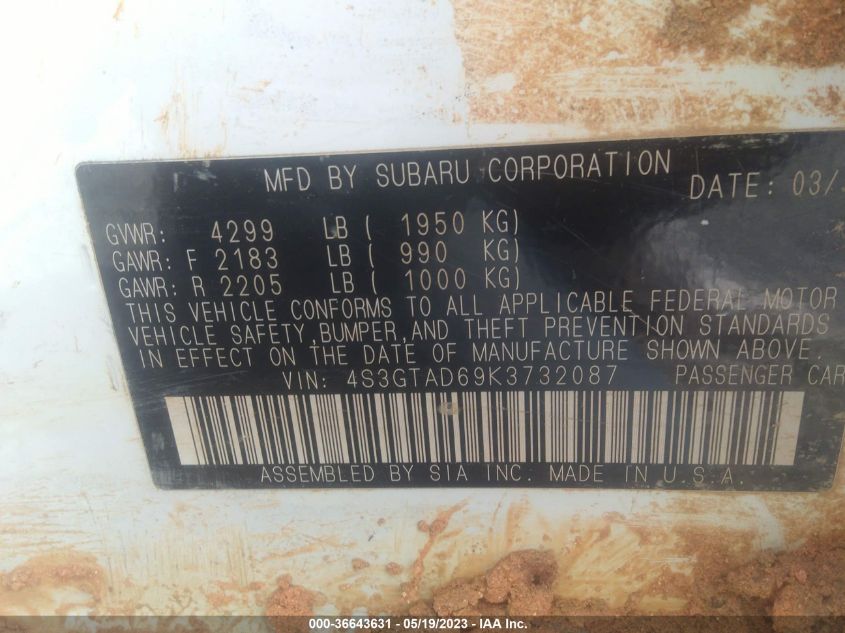 MFD BY SUBARU CORPORATION DATE: 03/
GVWR: 4299 LB ( 1950 KG)
GAWR: F 2183 LB ( 990 KG)
GAWR: R 2205 LB ( 1000 KG)
THIS VEHICLE CONFORMS TO ALL APPLICABLE FEDERAL MOTOR
VEHICLE SAFETY,BUMPER,AND THEFT PREVENTION STANDARDS
IN EFFECT ON THE DATE OF MANUFACTURE SHOWN ABOVE.
VIN: 4S3GTAD69K3732087 PASSENGER CAR
ASSEMBLED BY SIA INC. MADE IN U.S.A.
000-36643631 - 05/19/2023 - IAA Inc.